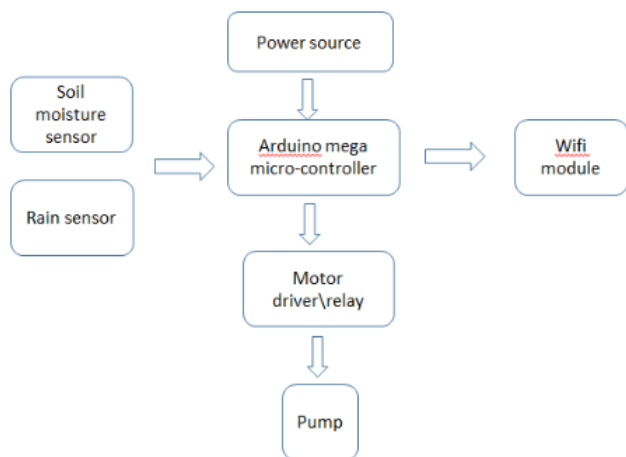 Power source
Soil
moisture
sensor
Arduino mega
micro-controller
Wifi
module
Rain sensor
Motor
driver\relay
Pump